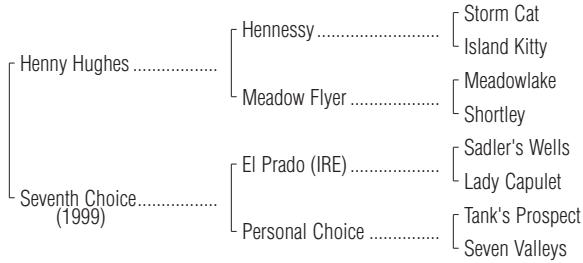 Storm Cat
Hennessy ..............................
Island Kitty
Henny Hughes .....................
Meadowlake
Meadow Flyer .......................
Shortley
Sadler's Wells
El Prado (IRE) ......................
Lady Capulet
Seventh Choice....................
(1999)
Tank's Prospect
Personal Choice .................
Seven Valleys